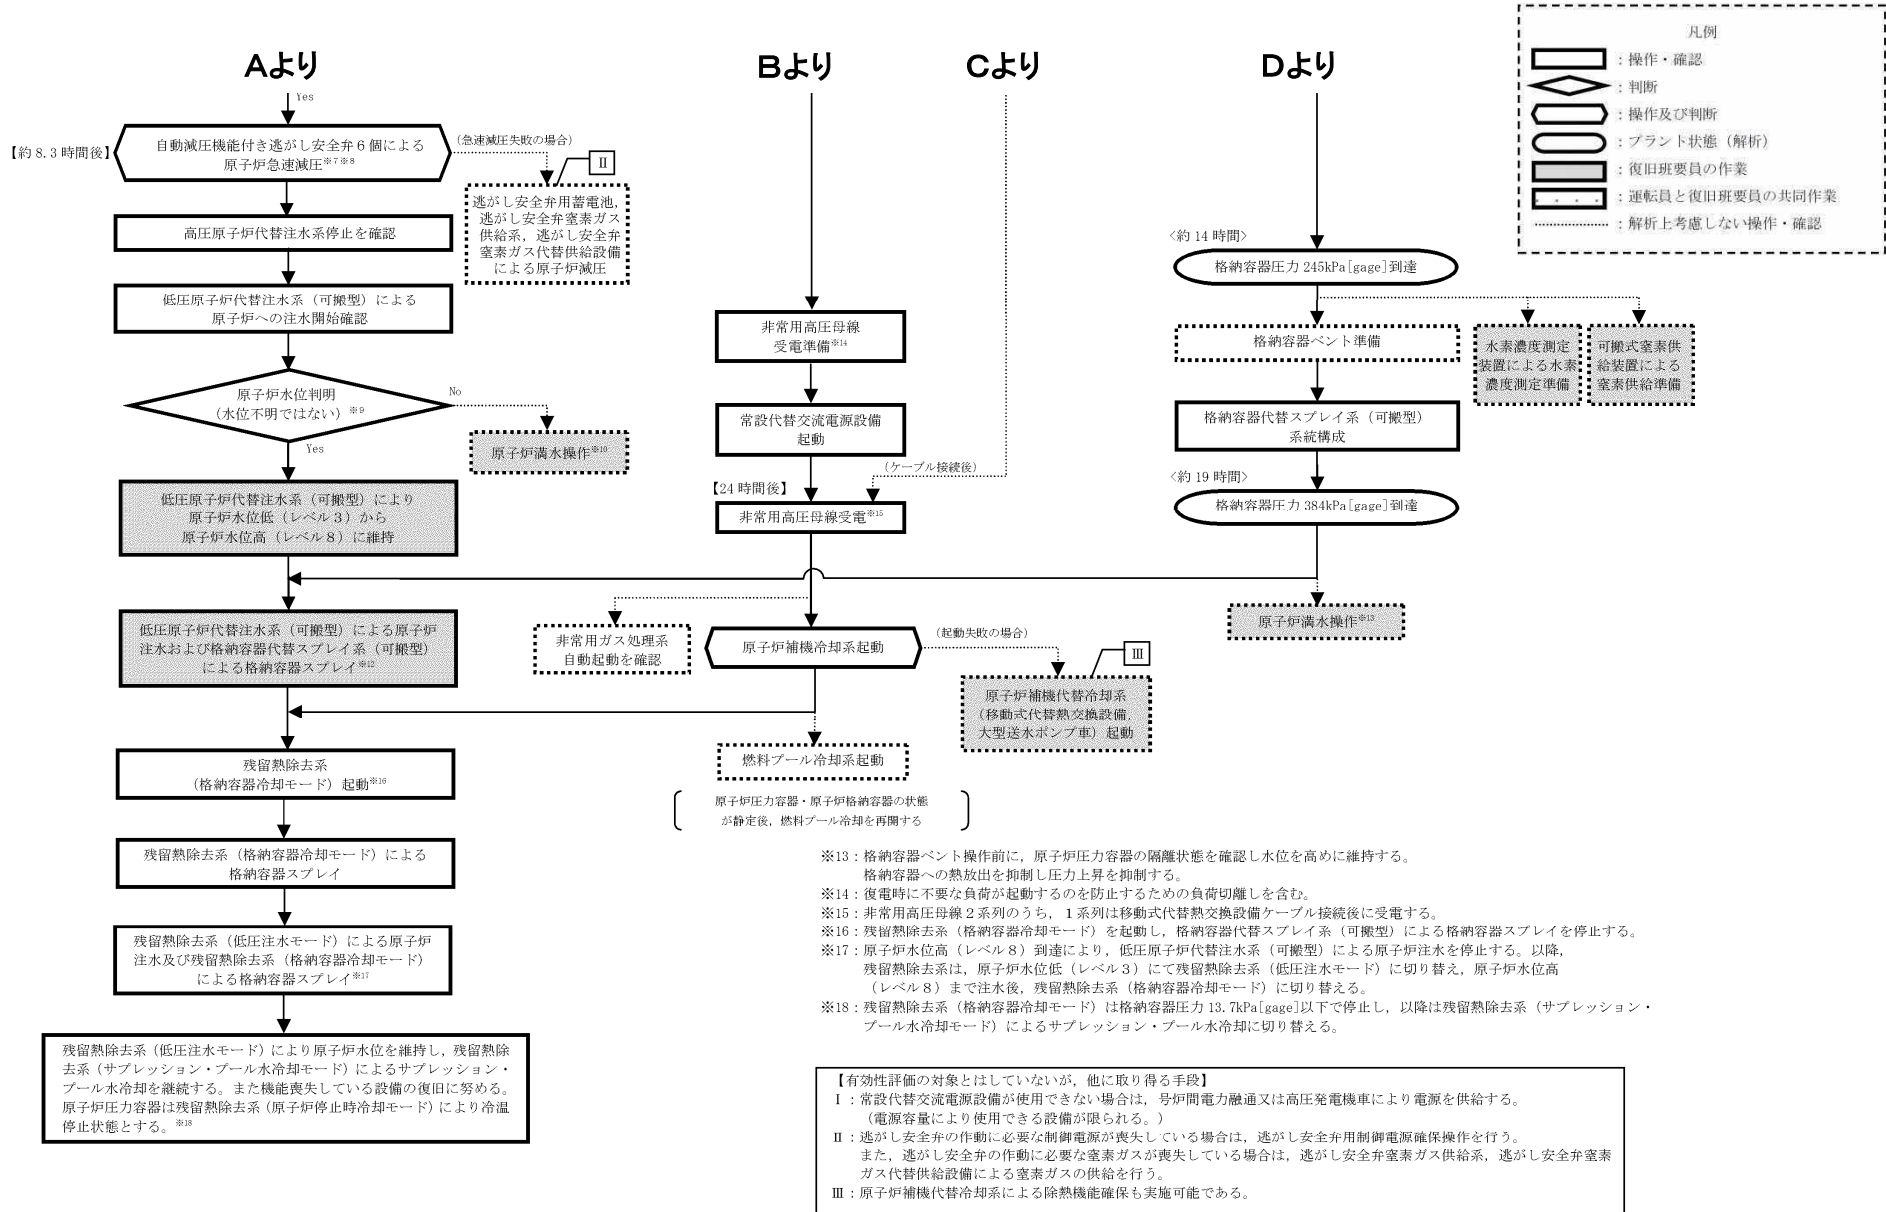 Aより
Yes
【約8.3時間後】
自動減圧機能付き逃がし安全弁6個による
原子炉急速減圧※7※8
(急速減圧失敗の場合)
Ⅱ
逃がし安全弁用蓄電池,
逃がし安全弁窒素ガス
供給系,逃がし安全弁
窒素ガス代替供給設備
による原子炉減圧
高圧原子炉代替注水系停止を確認
低圧原子炉代替注水系(可搬型)による
原子炉への注水開始確認
原子炉水位判明
(水位不明ではない)※9
No
Yes
原子炉満水操作※10
低圧原子炉代替注水系(可搬型)により
原子炉水位低(レベル3)から
原子炉水位高(レベル8)に維持
低圧原子炉代替注水系(可搬型)による原子炉
注水および格納容器代替スプレイ系(可搬型)
による格納容器スプレイ※12
残留熱除去系
(格納容器冷却モード)起動※16
残留熱除去系(格納容器冷却モード)による
格納容器スプレイ
残留熱除去系(低圧注水モード)による原子炉
注水及び残留熱除去系(格納容器冷却モード)
による格納容器スプレイ※17
残留熱除去系(低圧注水モード)により原子炉水位を維持し,残留熱除
去系(サプレッション・プール水冷却モード)によるサプレッション・
プール水冷却を継続する。また機能喪失している設備の復旧に努める。
原子炉圧力容器は残留熱除去系(原子炉停止時冷却モード)により冷温
停止状態とする。※18
Bより
非常用高圧母線
受電準備※14
常設代替交流電源設備
起動
【24時間後】
非常用高圧母線受電※15
非常用ガス処理系
自動起動を確認
原子炉補機冷却系起動
(起動失敗の場合)
Ⅲ
原子炉補機代替冷却系
(移動式代替熱交換設備,
大型送水ポンプ車)起動
燃料プール冷却系起動
原子炉圧力容器・原子炉格納容器の状態
が静定後,燃料プール冷却を再開する
Cより
(ケーブル接続後)
Dより
<約14時間>
格納容器圧力245kPa[gage]到達
格納容器ベント準備
水素濃度測定
装置による水素
濃度測定準備
可搬式窒素供
給装置による
窒素供給準備
格納容器代替スプレイ系(可搬型)
系統構成
<約19時間>
格納容器圧力384kPa[gage]到達
原子炉満水操作※13
凡例
:操作・確認
:判断
:操作及び判断
:プラント状態(解析)
:復旧班要員の作業
:運転員と復旧班要員の共同作業
:解析上考慮しない操作・確認
※13:格納容器ベント操作前に,原子炉圧力容器の隔離状態を確認し水位を高めに維持する。
格納容器への熱放出を抑制し圧力上昇を抑制する。
※14:復電時に不要な負荷が起動するのを防止するための負荷切離しを含む。
※15:非常用高圧母線2系列のうち,1系列は移動式代替熱交換設備ケーブル接続後に受電する。
※16:残留熱除去系(格納容器冷却モード)を起動し,格納容器代替スプレイ系(可搬型)による格納容器スプレイを停止する。
※17:原子炉水位高(レベル8)到達により,低圧原子炉代替注水系(可搬型)による原子炉注水を停止する。以降,
残留熱除去系は,原子炉水位低(レベル3)にて残留熱除去系(低圧注水モード)に切り替え,原子炉水位高
(レベル8)まで注水後,残留熱除去系(格納容器冷却モード)に切り替える。
※18:残留熱除去系(格納容器冷却モード)は格納容器圧力13.7kPa[gage]以下で停止し,以降は残留熱除去系(サプレッション・
プール水冷却モード)によるサプレッション・プール水冷却に切り替える。
【有効性評価の対象とはしていないが,他に取り得る手段】
Ⅰ:常設代替交流電源設備が使用できない場合は,号炉間電力融通又は高圧発電機車により電源を供給する。
(電源容量により使用できる設備が限られる。)
Ⅱ:逃がし安全弁の作動に必要な制御電源が喪失している場合は,逃がし安全弁用制御電源確保操作を行う。
また,逃がし安全弁の作動に必要な窒素ガスが喪失している場合は,逃がし安全弁窒素ガス供給系,逃がし安全弁窒素
ガス代替供給設備による窒素ガスの供給を行う。
Ⅲ:原子炉補機代替冷却系による除熱機能確保も実施可能である。